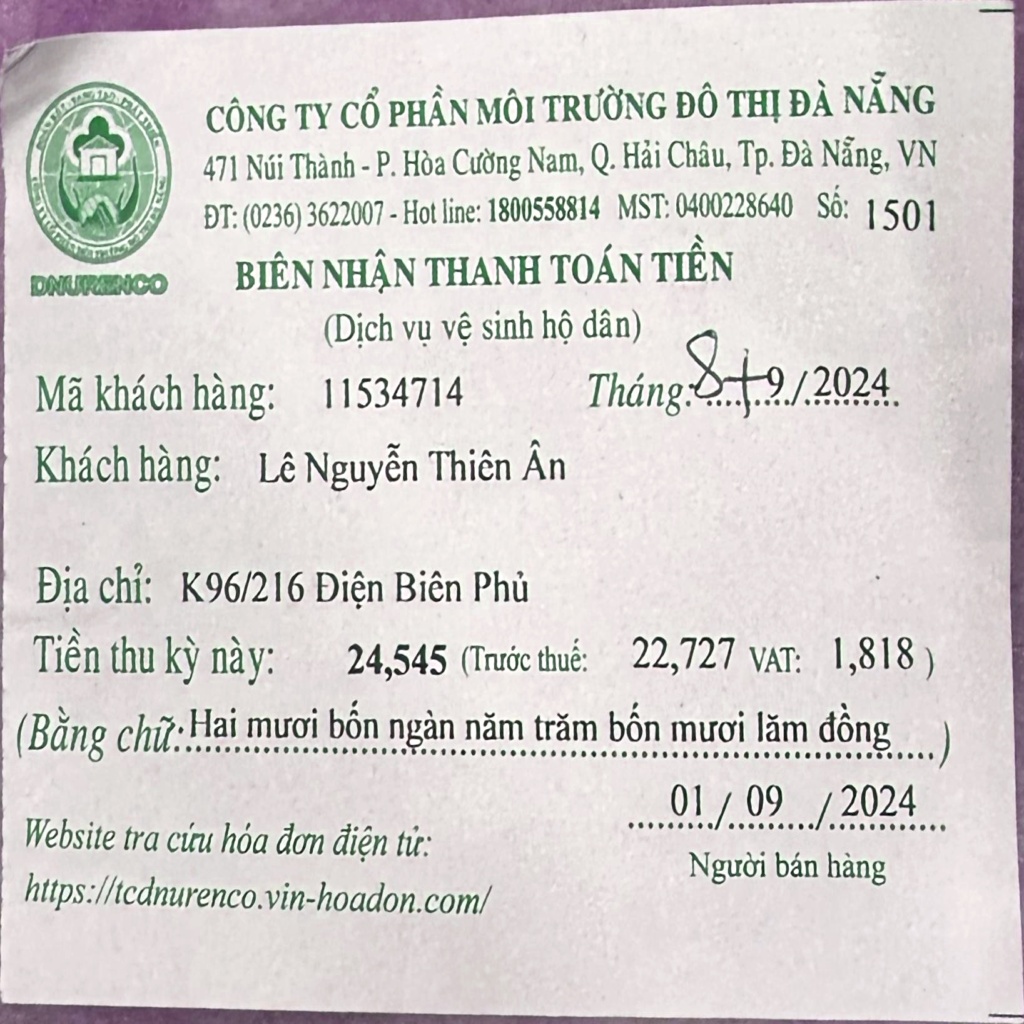 CÔNG TY CỔ PHẦN MÔI TRƯỜNG ĐÔ THỊ ĐÀ NẴNG
471 Núi Thành - P. Hòa Cường Nam, Q. Hải Châu, Tp. Đà Nẵng, VN
ĐT: (0236) 3622007 - Hot line: 1800558814 MST: 0400228640 Số: 1501
DNURENCO
BIÊN NHẬN THANH TOÁN TIỀN
(Dịch vụ vệ sinh hộ dân)
Mã khách hàng: 11534714 Tháng: 8+9/2024
Khách hàng: Lê Nguyễn Thiên Ân
Địa chỉ: K96/216 Điện Biên Phủ
Tiền thu kỳ này: 24,545 (Trước thuế: 22,727 VAT: 1,818 )
(Bằng chữ: Hai mươi bốn ngàn năm trăm bốn mươi lăm đồng.....)
01 / 09 / 2024
Người bán hàng
Website tra cứu hóa đơn điện tử:
https://tcdnurenco.vin-hoadon.com/